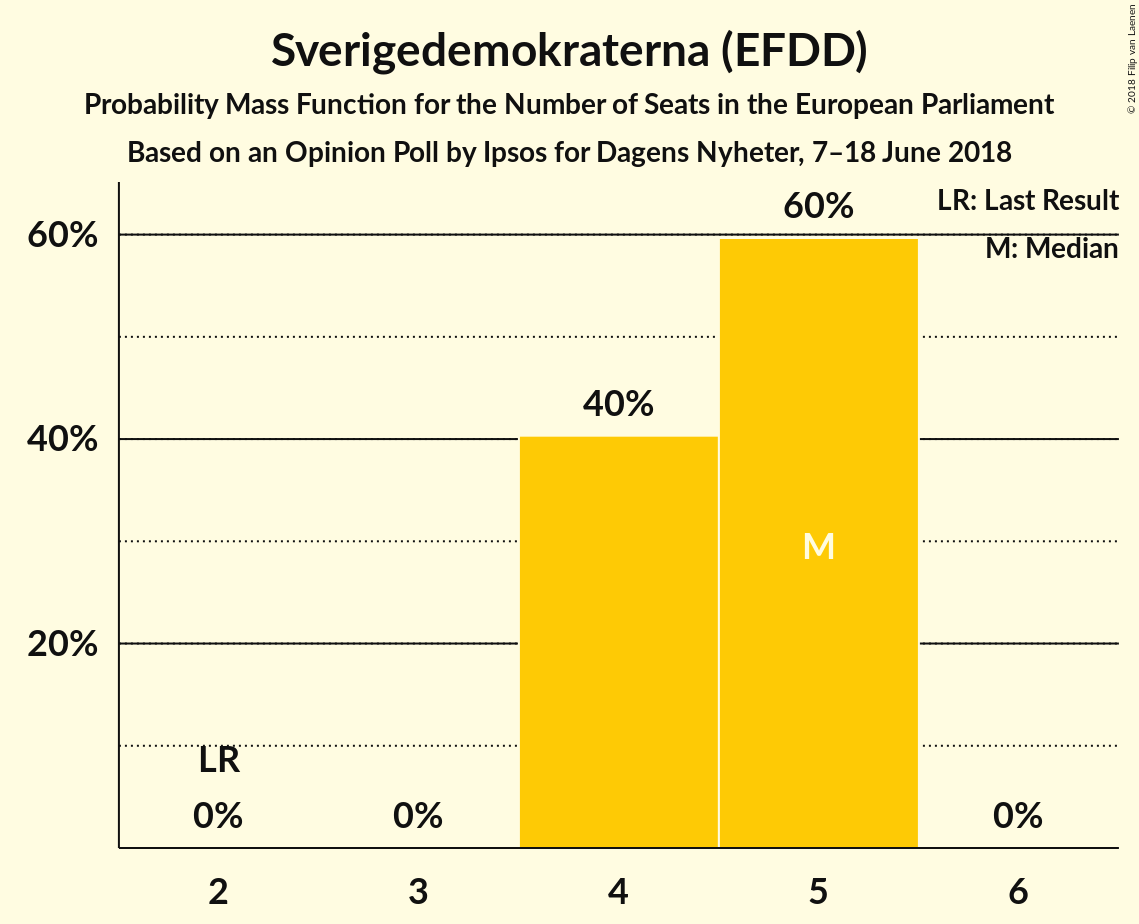 Sverigedemokraterna (EFDD)
Probability Mass Function for the Number of Seats in the European Parliament
Based on an Opinion Poll by Ipsos for Dagens Nyheter, 7–18 June 2018
© 2018 Filip van Laenen
LR: Last Result
M: Median
60%
40%
20%
60%
40%
M
LR
0%
0%
0%
2
3
4
5
6